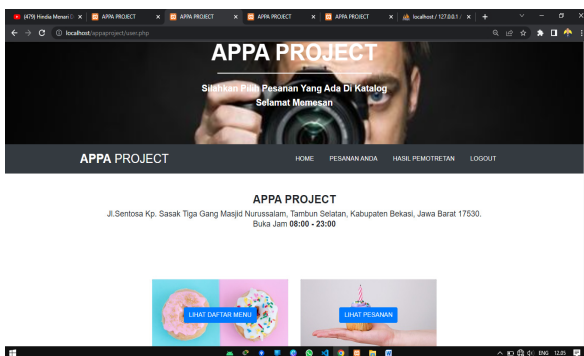 (479) Hindia Menari D
APPA PROJECT
APPA PROJECT
APPA PROJECT
APPA PROJECT
localhost / 127.0.0.1 /
localhost/appaproject/user.php
APPA PROJECT
Silahkan Pilih Pesanan Yang Ada Di Katalog
Selamat Memesan
APPA PROJECT
HOME
PESANAN ANDA
HASIL PEMOTRETAN
LOGOUT
APPA PROJECT
Jl.Sentosa Kp. Sasak Tiga Gang Masjid Nurussalam, Tambun Selatan, Kabupaten Bekasi, Jawa Barat 17530.
Buka Jam 08:00 - 23:00
LIHAT DAFTAR MENU
LIHAT PESANAN
ENG
12.05